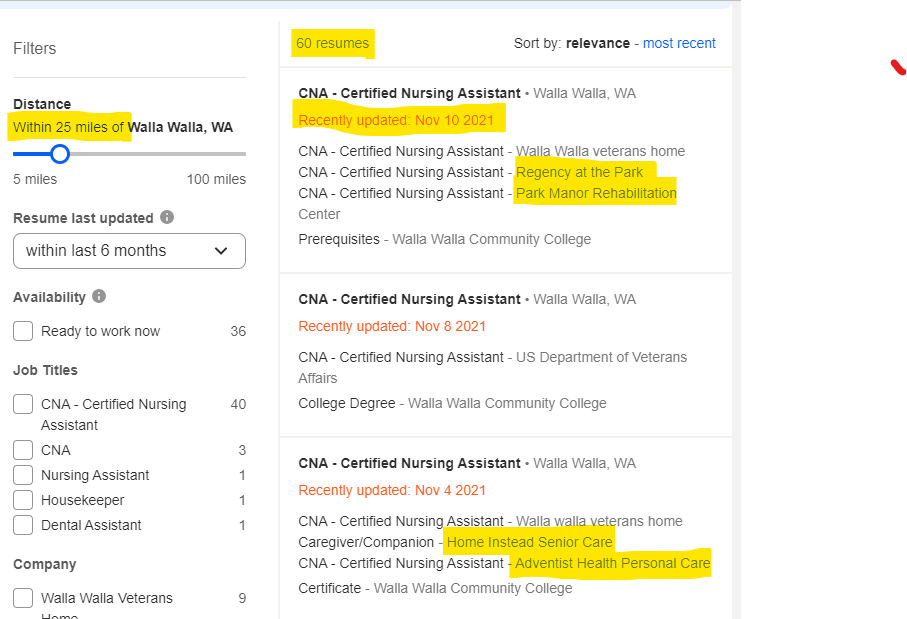 Filters
Distance
Within 25 miles of Walla Walla, WA
5 miles 100 miles
Resume last updated
within last 6 months
Availability
Ready to work now 36
Job Titles
CNA - Certified Nursing 40
Assistant
CNA 3
Nursing Assistant 1
Housekeeper 1
Dental Assistant 1
Company
Walla Walla Veterans 9
Home
60 resumes Sort by: relevance - most recent
CNA - Certified Nursing Assistant • Walla Walla, WA
Recently updated: Nov 10 2021
CNA - Certified Nursing Assistant - Walla Walla veterans home
CNA - Certified Nursing Assistant - Regency at the Park
CNA - Certified Nursing Assistant - Park Manor Rehabilitation
Center
Prerequisites - Walla Walla Community College
CNA - Certified Nursing Assistant • Walla Walla, WA
Recently updated: Nov 8 2021
CNA - Certified Nursing Assistant - US Department of Veterans
Affairs
College Degree - Walla Walla Community College
CNA - Certified Nursing Assistant • Walla Walla, WA
Recently updated: Nov 4 2021
CNA - Certified Nursing Assistant - Walla walla veterans home
Caregiver/Companion - Home Instead Senior Care
CNA - Certified Nursing Assistant - Adventist Health Personal Care
Certificate - Walla Walla Community College